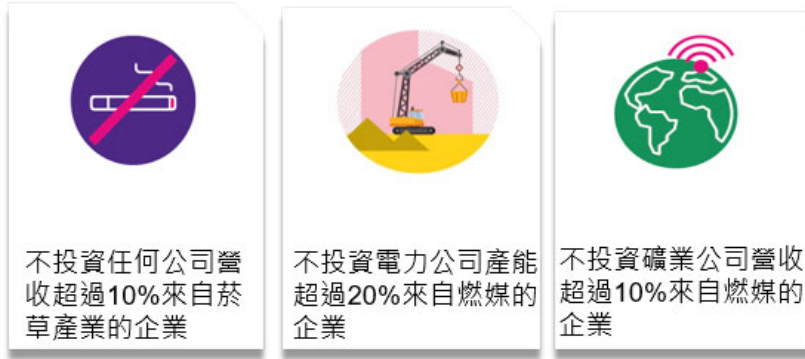 不投資任何公司營
收超過10%來自菸
草產業的企業
不投資電力公司產能
超過20%來自燃媒的
企業
不投資礦業公司營收
超過10%來自燃媒的
企業